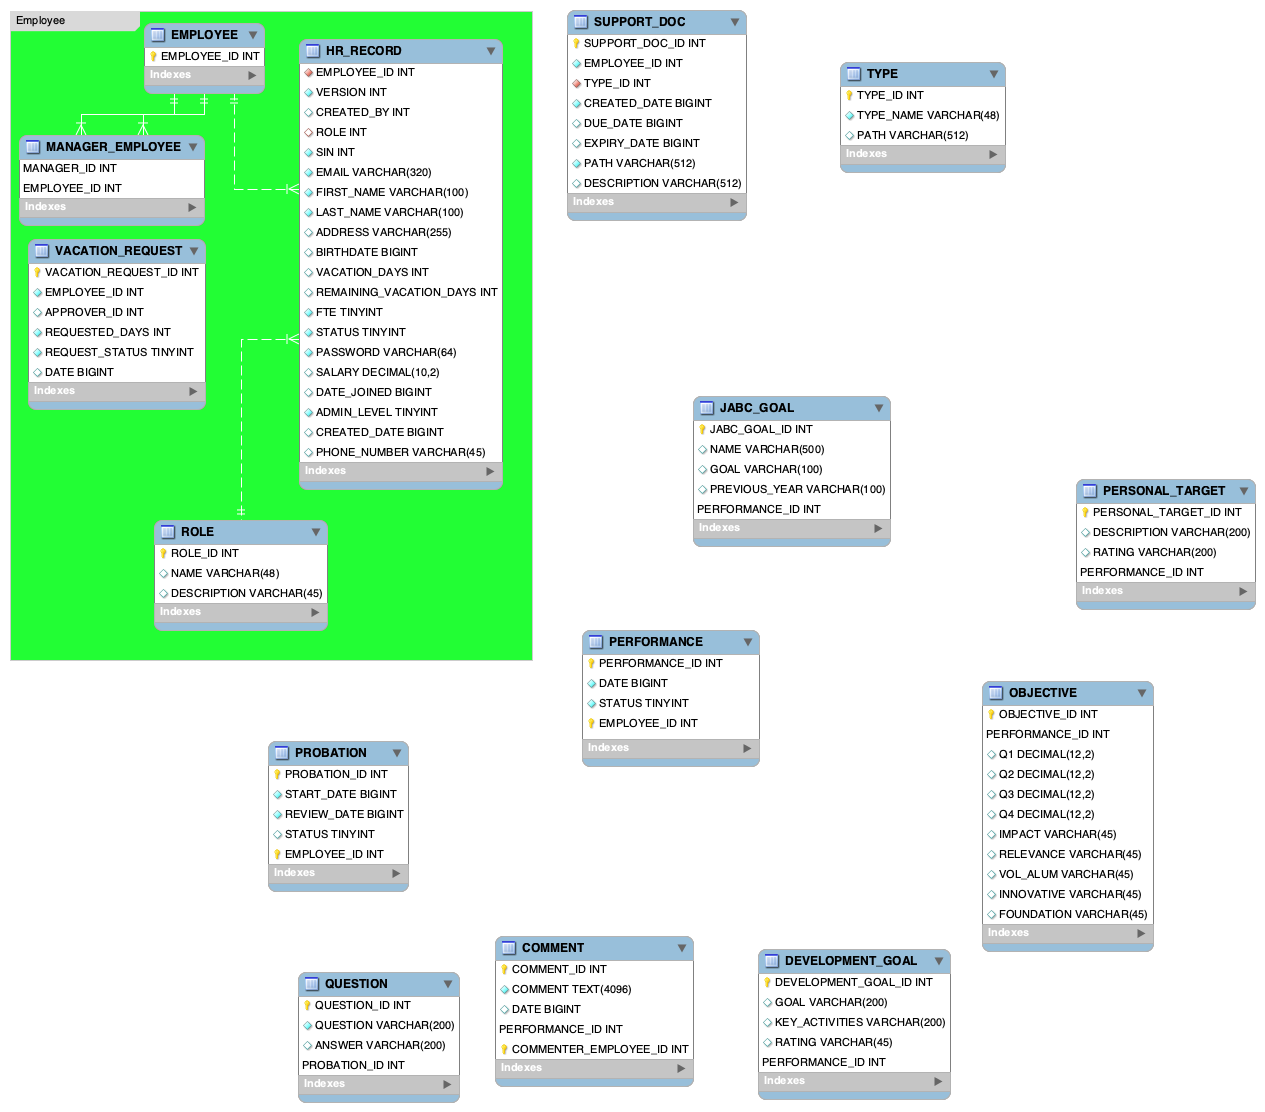 Employee
EMPLOYEE
EMPLOYEE_ID INT
Indexes
HR_RECORD
EMPLOYEE_ID INT
VERSION INT
CREATED_BY INT
ROLE INT
SIN INT
EMAIL VARCHAR(320)
FIRST_NAME VARCHAR(100)
LAST_NAME VARCHAR(100)
ADDRESS VARCHAR(255)
BIRTHDATE BIGINT
VACATION_DAYS INT
REMAINING_VACATION_DAYS INT
FTE TINYINT
STATUS TINYINT
PASSWORD VARCHAR(64)
SALARY DECIMAL(10,2)
DATE_JOINED BIGINT
ADMIN_LEVEL TINYINT
CREATED_DATE BIGINT
PHONE_NUMBER VARCHAR(45)
Indexes
MANAGER_EMPLOYEE
MANAGER_ID INT
EMPLOYEE_ID INT
Indexes
VACATION_REQUEST
VACATION_REQUEST_ID INT
EMPLOYEE_ID INT
APPROVER_ID INT
REQUESTED_DAYS INT
REQUEST_STATUS TINYINT
DATE BIGINT
Indexes
ROLE
ROLE_ID INT
NAME VARCHAR(48)
DESCRIPTION VARCHAR(45)
Indexes
SUPPORT_DOC
SUPPORT_DOC_ID INT
EMPLOYEE_ID INT
TYPE_ID INT
CREATED_DATE BIGINT
DUE_DATE BIGINT
EXPIRY_DATE BIGINT
PATH VARCHAR(512)
DESCRIPTION VARCHAR(512)
Indexes
TYPE
TYPE_ID INT
TYPE_NAME VARCHAR(48)
PATH VARCHAR(512)
Indexes
JABC_GOAL
JABC_GOAL_ID INT
NAME VARCHAR(500)
GOAL VARCHAR(100)
PREVIOUS_YEAR VARCHAR(100)
PERFORMANCE_ID INT
Indexes
PERSONAL_TARGET
PERSONAL_TARGET_ID INT
DESCRIPTION VARCHAR(200)
RATING VARCHAR(200)
PERFORMANCE_ID INT
Indexes
PERFORMANCE
PERFORMANCE_ID INT
DATE BIGINT
STATUS TINYINT
EMPLOYEE_ID INT
Indexes
OBJECTIVE
OBJECTIVE_ID INT
PERFORMANCE_ID INT
Q1 DECIMAL(12,2)
Q2 DECIMAL(12,2)
Q3 DECIMAL(12,2)
Q4 DECIMAL(12,2)
IMPACT VARCHAR(45)
RELEVANCE VARCHAR(45)
VOL_ALUM VARCHAR(45)
INNOVATIVE VARCHAR(45)
FOUNDATION VARCHAR(45)
Indexes
PROBATION
PROBATION_ID INT
START_DATE BIGINT
REVIEW_DATE BIGINT
STATUS TINYINT
EMPLOYEE_ID INT
Indexes
QUESTION
QUESTION_ID INT
QUESTION VARCHAR(200)
ANSWER VARCHAR(200)
PROBATION_ID INT
Indexes
COMMENT
COMMENT_ID INT
COMMENT TEXT(4096)
DATE BIGINT
PERFORMANCE_ID INT
COMMENTER_EMPLOYEE_ID INT
Indexes
DEVELOPMENT_GOAL
DEVELOPMENT_GOAL_ID INT
GOAL VARCHAR(200)
KEY_ACTIVITIES VARCHAR(200)
RATING VARCHAR(45)
PERFORMANCE_ID INT
Indexes